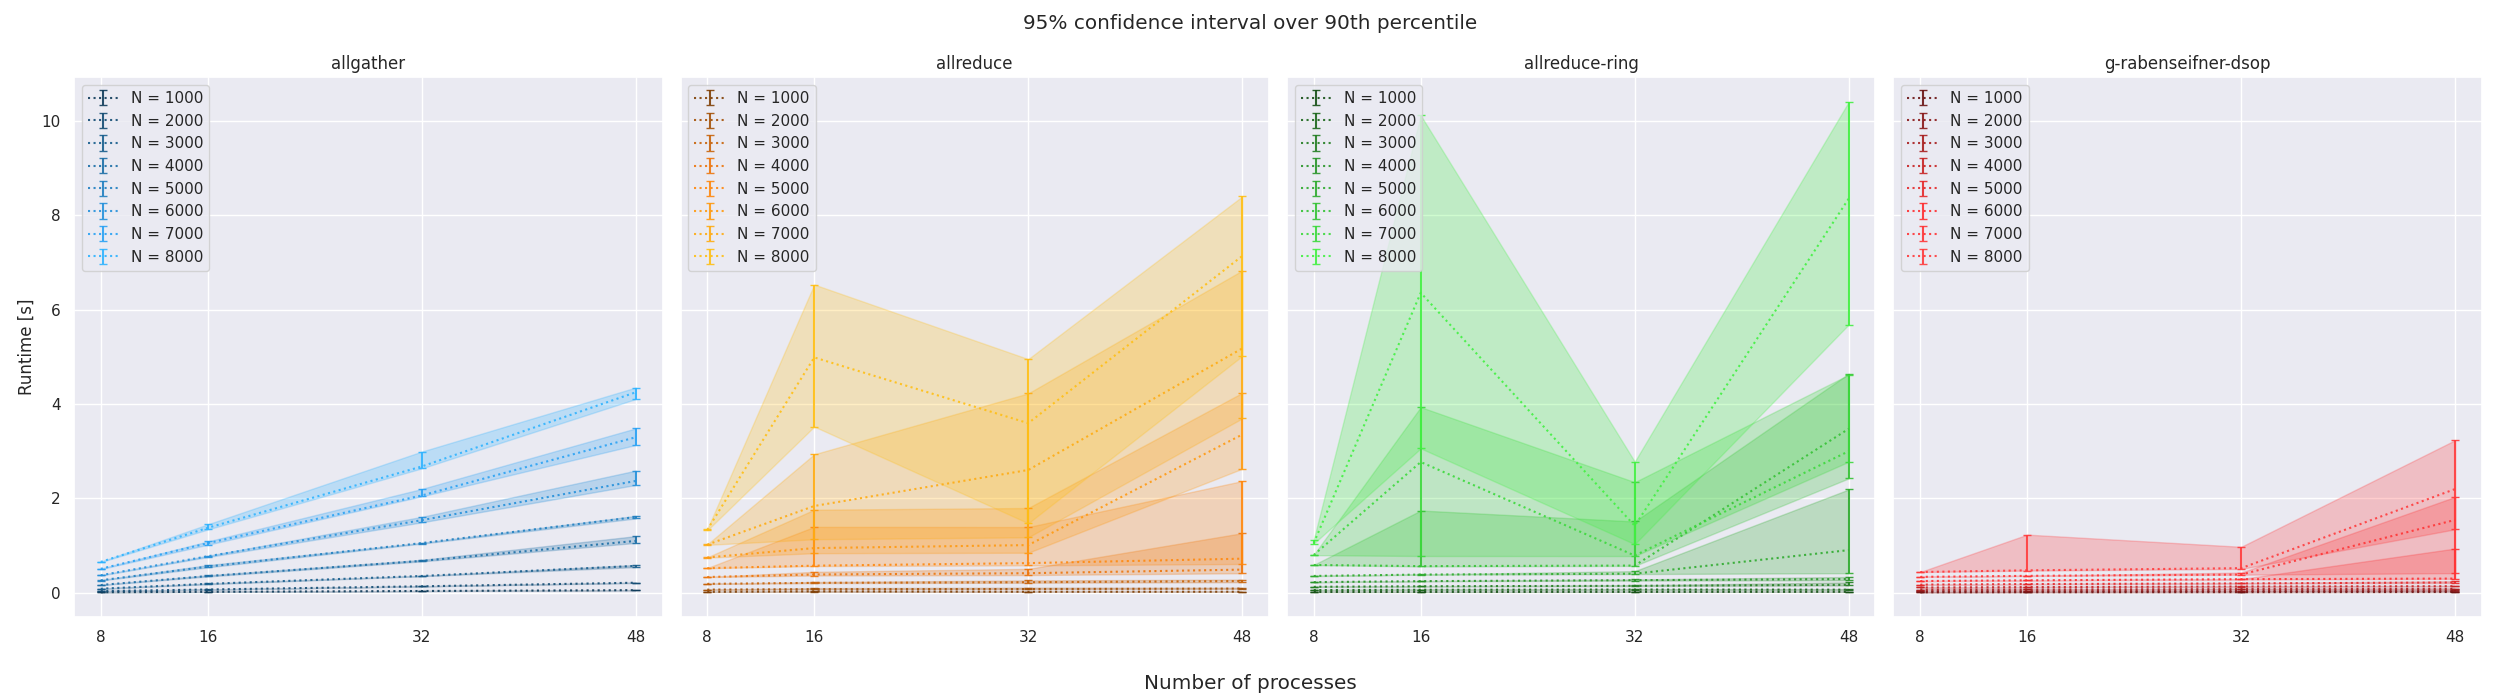 95% confidence interval over 90th percentile
allgather
allreduce
allreduce-ring
g-rabenseifner-dsop
Runtime [s]
10
8
6
4
2
0
N = 1000
N = 2000
N = 3000
N = 4000
N = 5000
N = 6000
N = 7000
N = 8000
N = 1000
N = 2000
N = 3000
N = 4000
N = 5000
N = 6000
N = 7000
N = 8000
N = 1000
N = 2000
N = 3000
N = 4000
N = 5000
N = 6000
N = 7000
N = 8000
N = 1000
N = 2000
N = 3000
N = 4000
N = 5000
N = 6000
N = 7000
N = 8000
8 16 32 48
8 16 32 48
8 16 32 48
8 16 32 48
Number of processes